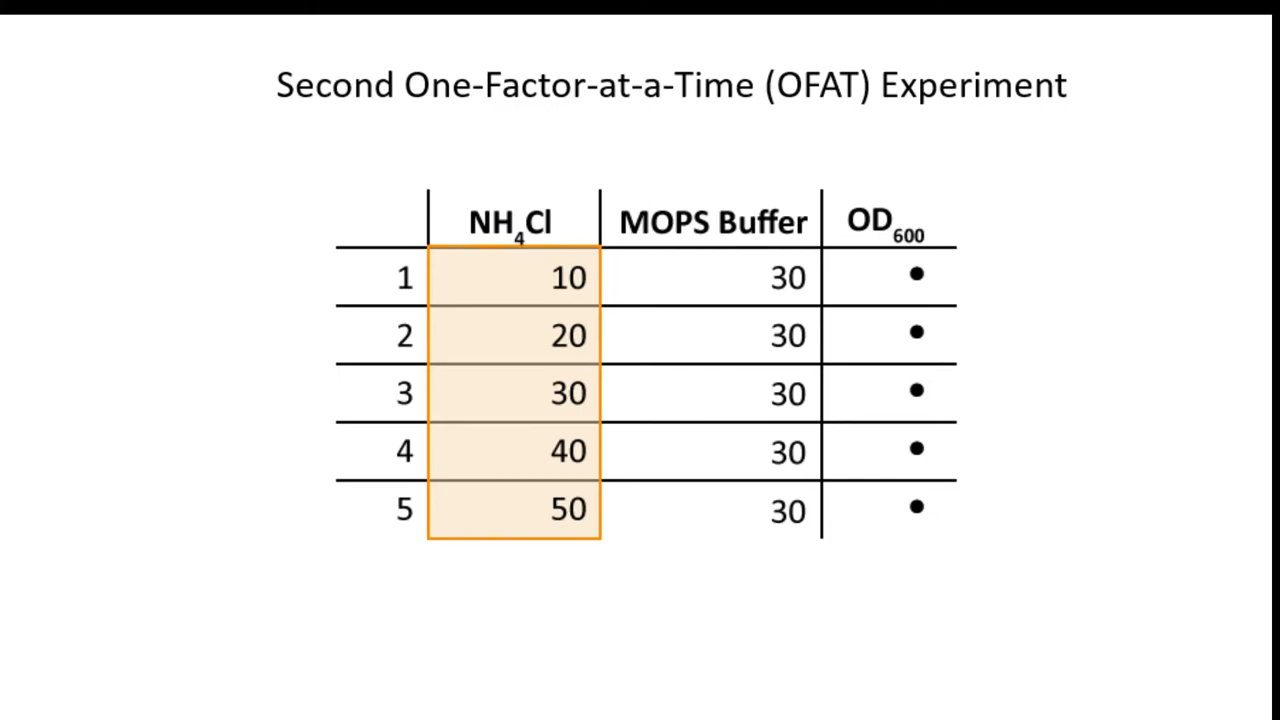 Second One-Factor-at-a-Time (OFAT) Experiment
NH₄Cl MOPS Buffer OD₆₀₀
1 10 30 •
2 20 30 •
3 30 30 •
4 40 30 •
5 50 30 •